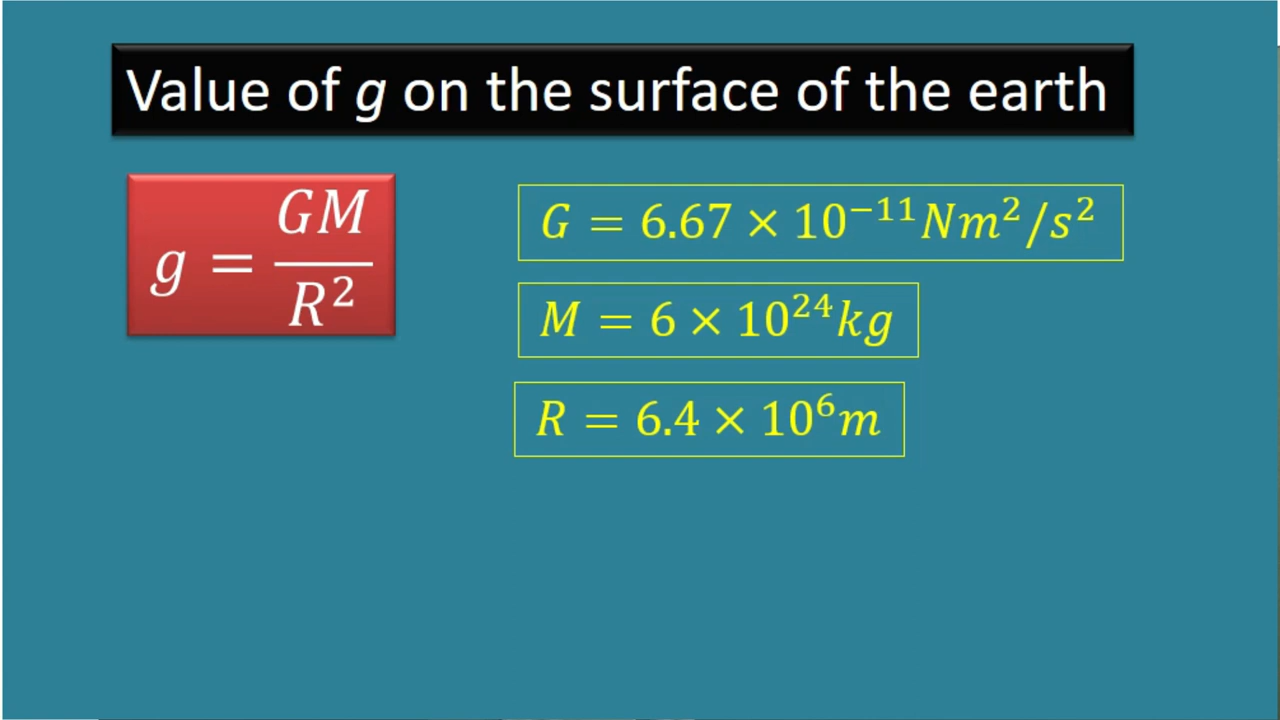 Value of g on the surface of the earth
g = GM/R²
G = 6.67 × 10⁻¹¹Nm²/s²
M = 6 × 10²⁴kg
R = 6.4 × 10⁶m